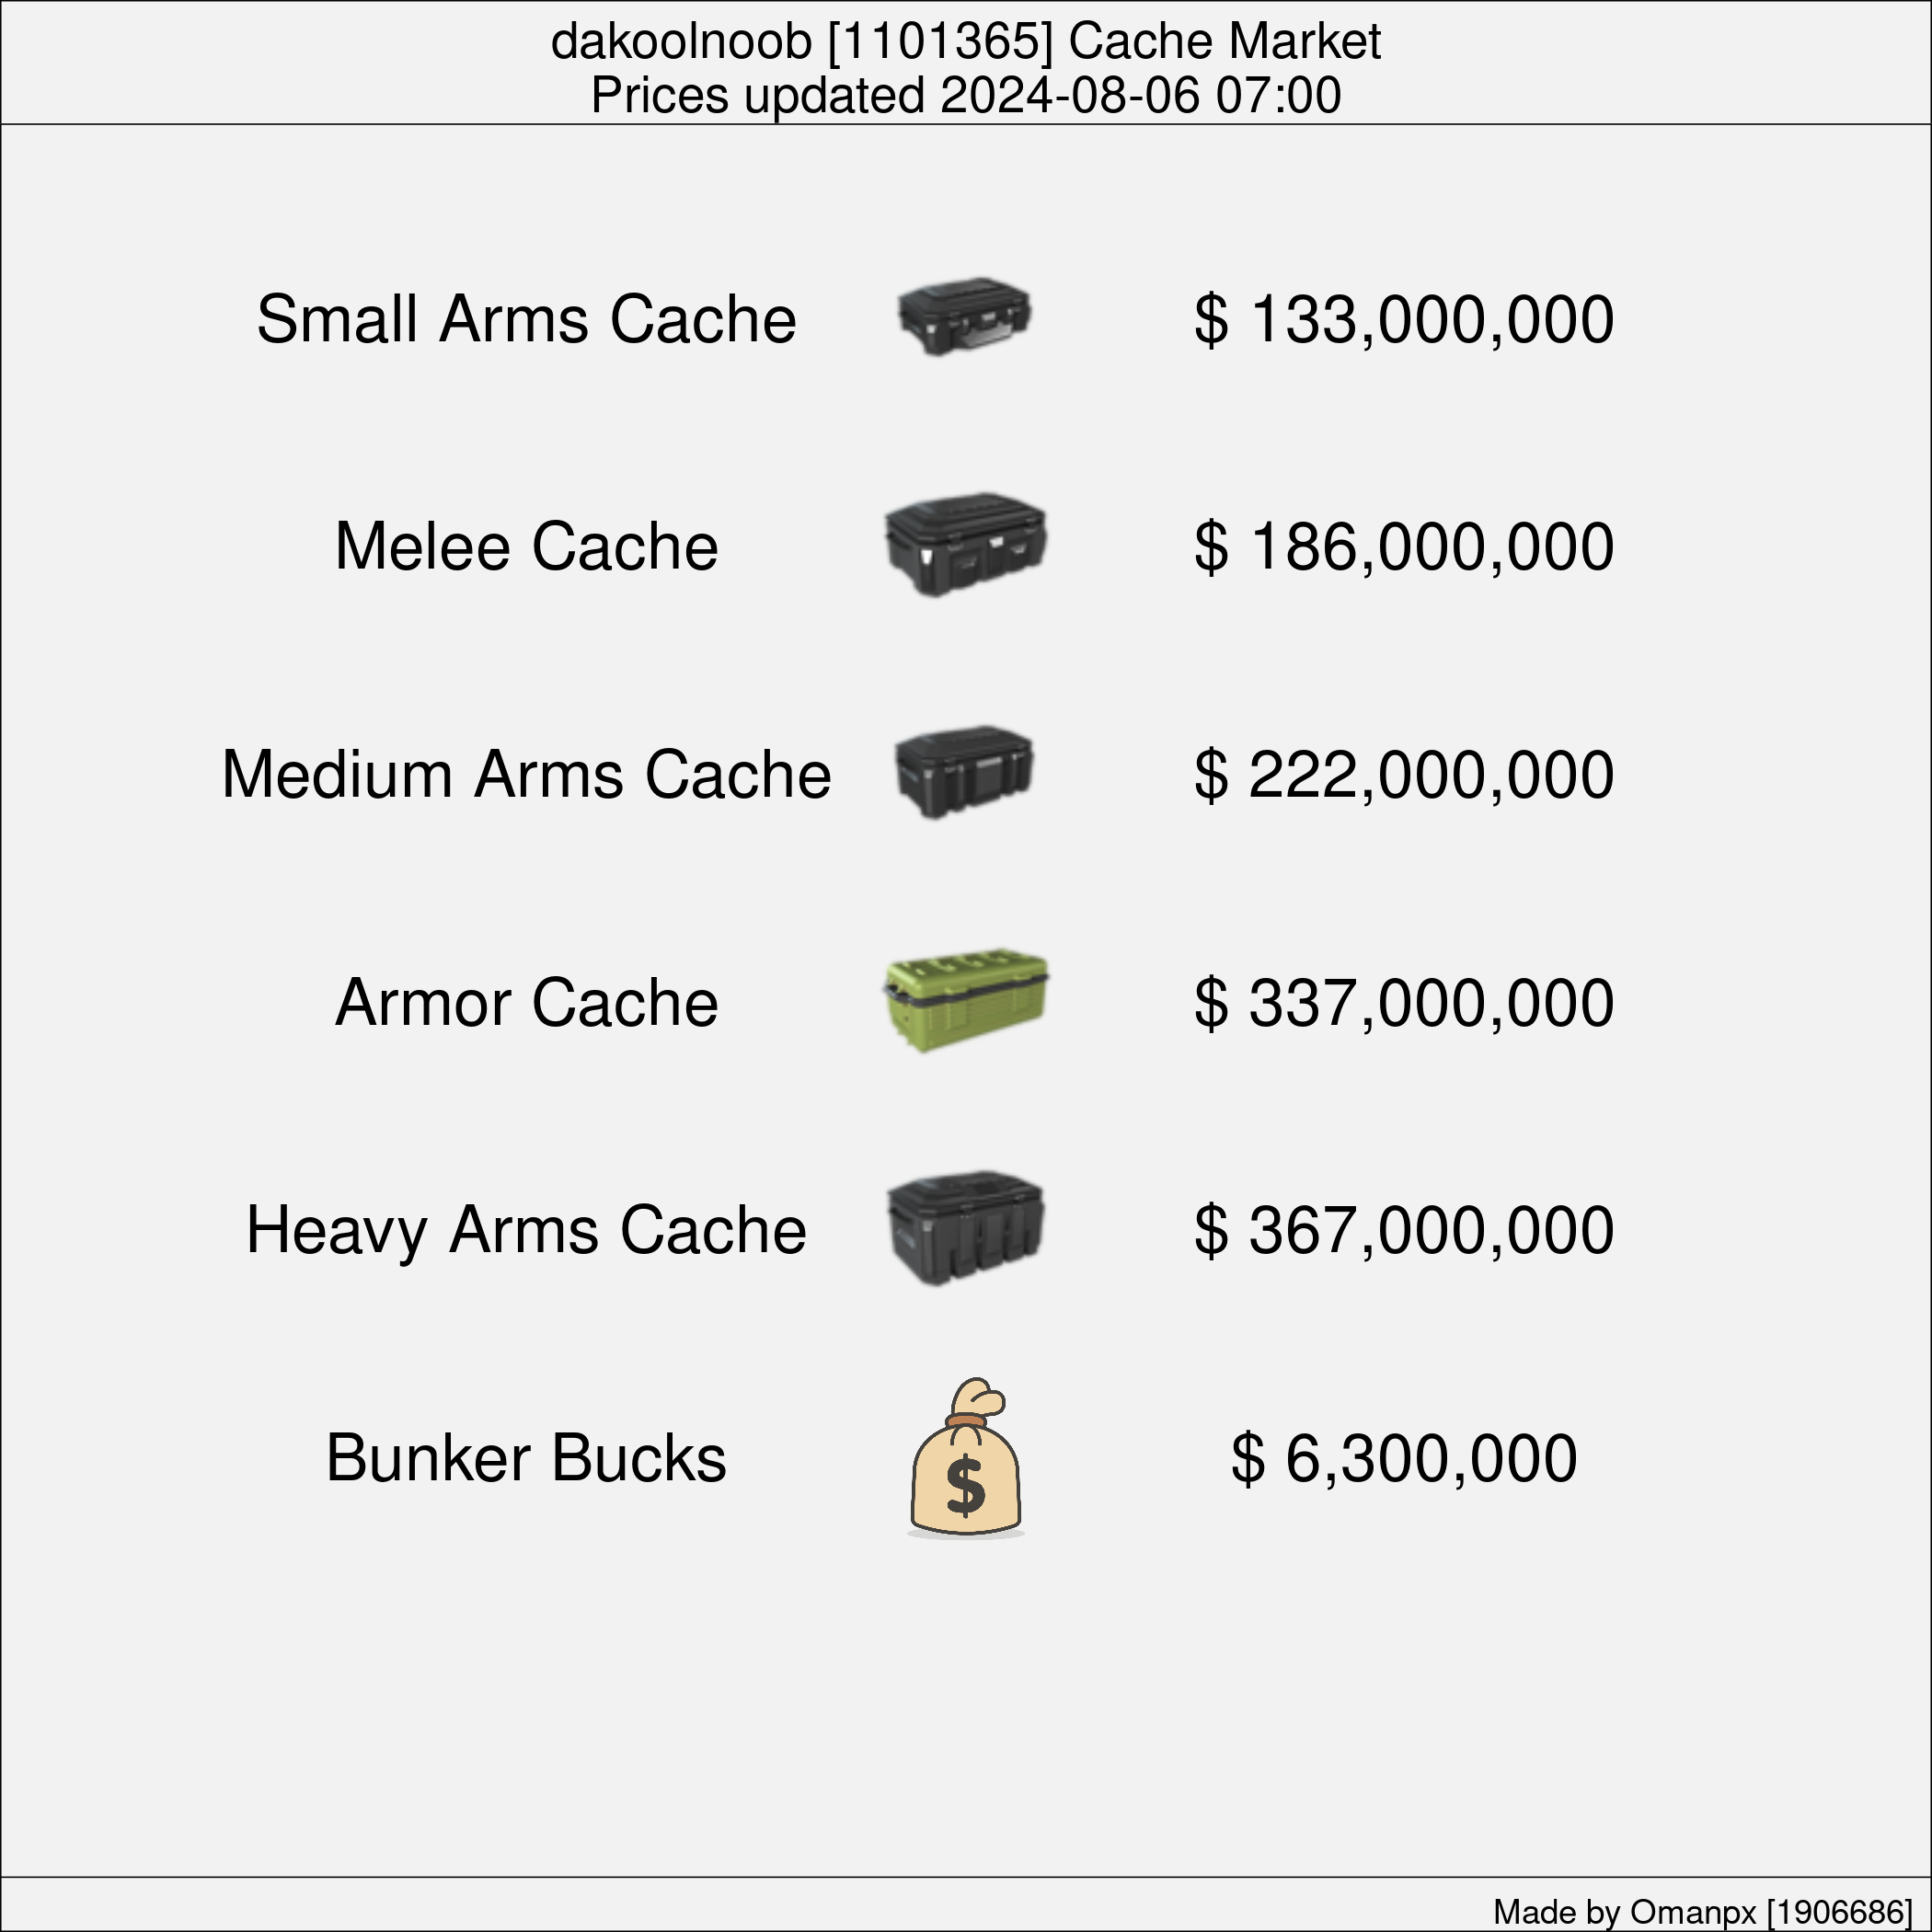 dakoolnoob [1101365] Cache Market
Prices updated 2024-08-06 07:00
Small Arms Cache $ 133,000,000
Melee Cache $ 186,000,000
Medium Arms Cache $ 222,000,000
Armor Cache $ 337,000,000
Heavy Arms Cache $ 367,000,000
Bunker Bucks $ 6,300,000
Made by Omanpx [1906686]